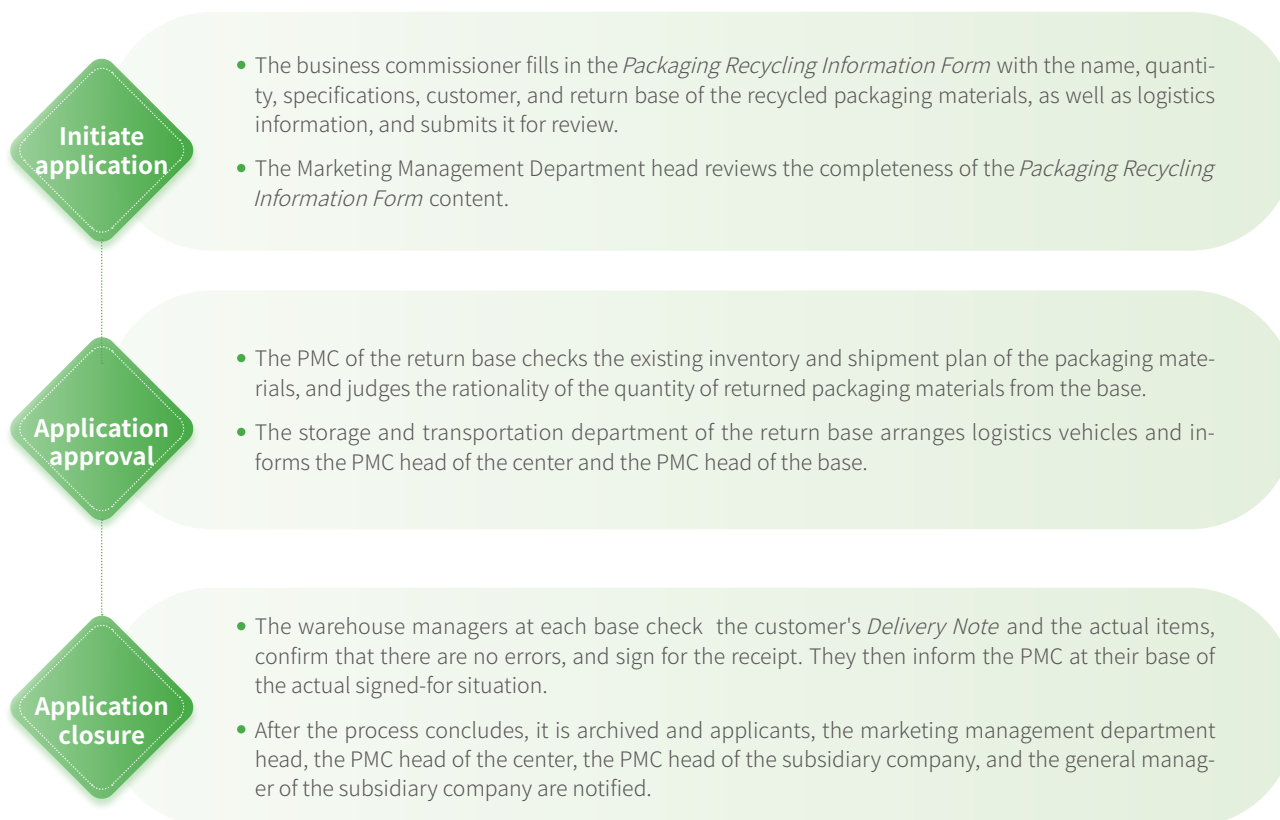 Initiate
application
• The business commissioner fills in the Packaging Recycling Information Form with the name, quanti-
ty, specifications, customer, and return base of the recycled packaging materials, as well as logistics
information, and submits it for review.
• The Marketing Management Department head reviews the completeness of the Packaging Recycling
Information Form content.
Application
approval
• The PMC of the return base checks the existing inventory and shipment plan of the packaging mate-
rials, and judges the rationality of the quantity of returned packaging materials from the base.
• The storage and transportation department of the return base arranges logistics vehicles and in-
forms the PMC head of the center and the PMC head of the base.
Application
closure
• The warehouse managers at each base check  the customer's Delivery Note and the actual items,
confirm that there are no errors, and sign for the receipt. They then inform the PMC at their base of
the actual signed-for situation.
• After the process concludes, it is archived and applicants, the marketing management department
head, the PMC head of the center, the PMC head of the subsidiary company, and the general manag-
er of the subsidiary company are notified.